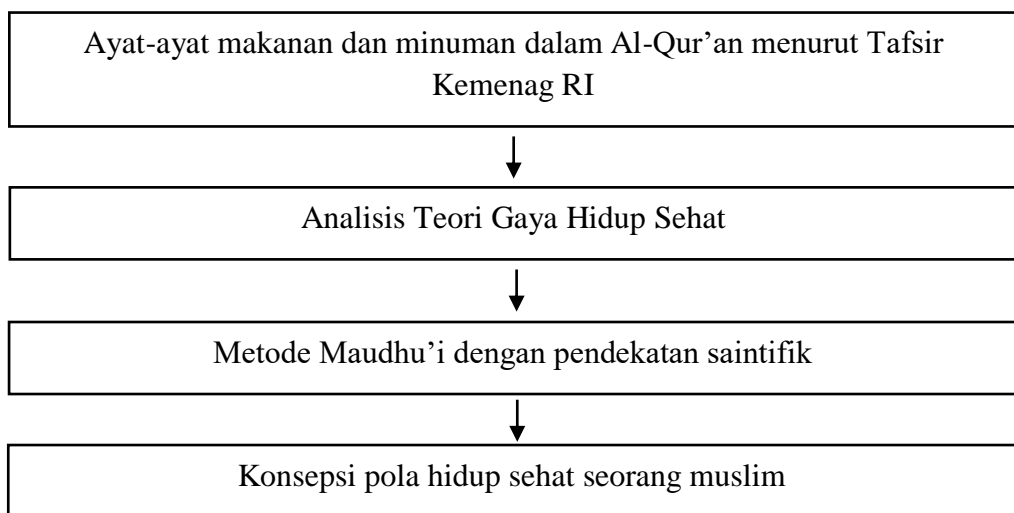 Ayat-ayat makanan dan minuman dalam Al-Qur’an menurut Tafsir
Kemenag RI
Analisis Teori Gaya Hidup Sehat
Metode Maudhu’i dengan pendekatan saintifik
Konsepsi pola hidup sehat seorang muslim